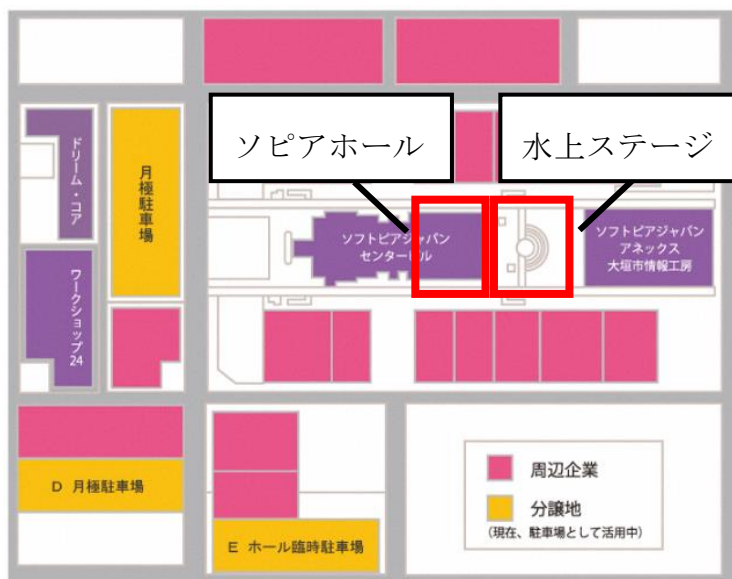 ソピアホール
水上ステージ
ドリーム・コア
月極駐車場
ソフトピアジャパン
センタービル
ソフトピアジャパン
アネックス
大垣市情報工房
ワークショップ24
D 月極駐車場
E ホール臨時駐車場
周辺企業
分譲地
(現在、駐車場として活用中)